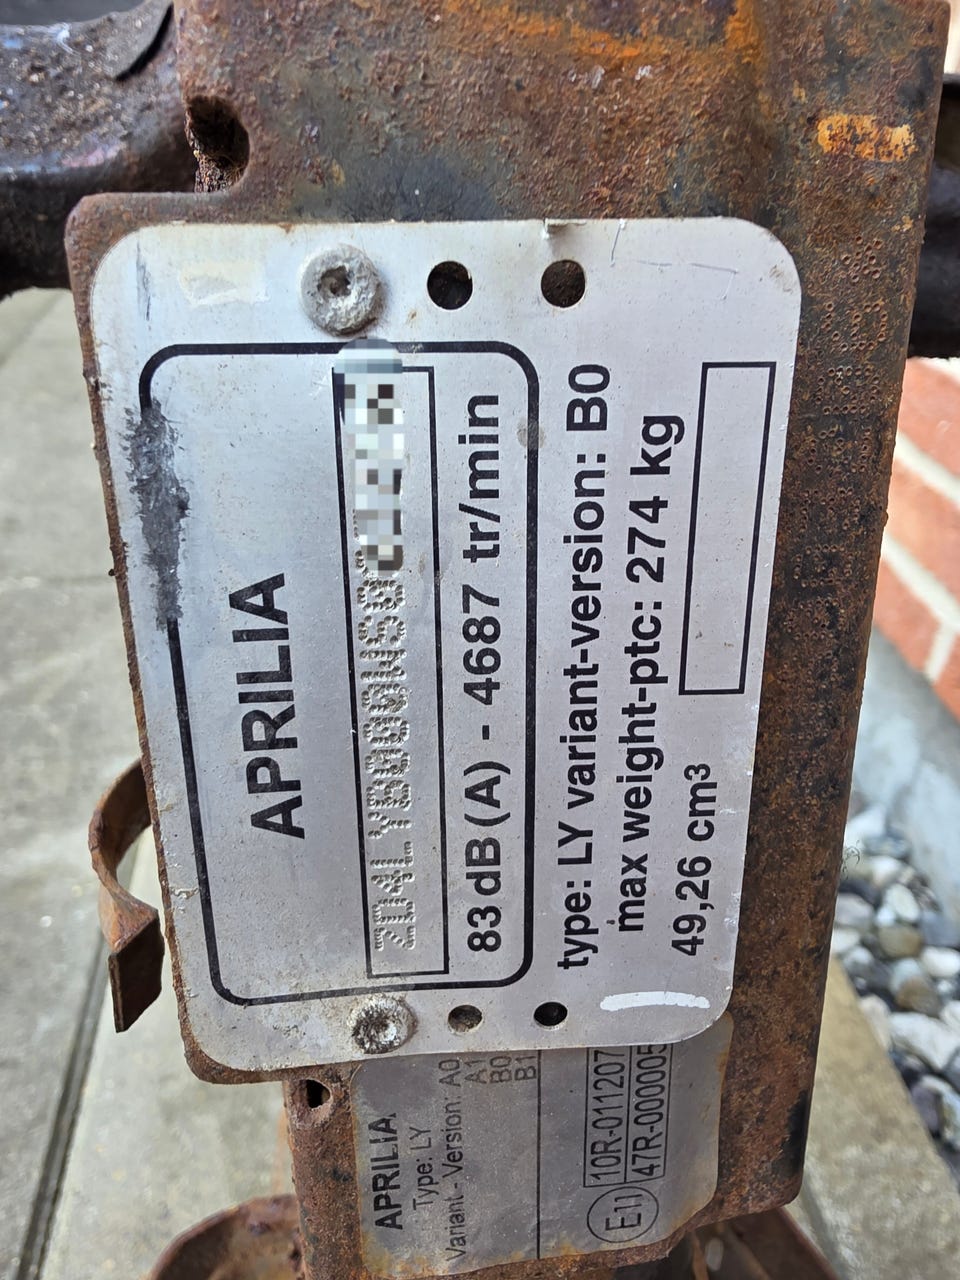 APRILIA
83 dB (A) - 4687 tr/min
type: LY variant-version: B0
max weight-ptc: 274 kg
49,26 cm³
APRILIA
Type: LY
Variant - Version: A0
A1
B0
B1
E11
10R-011207
47R-000005